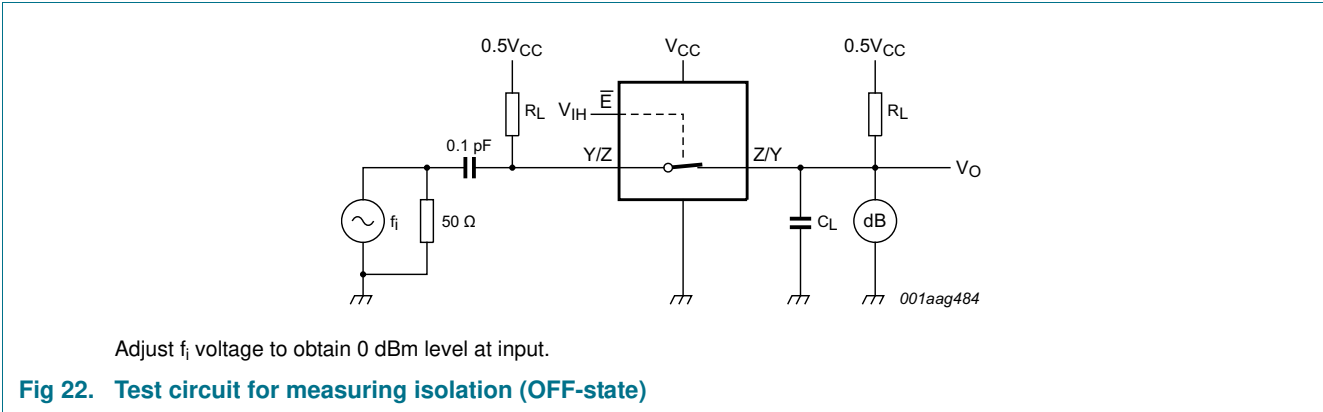 0.5VCC
VCC
0.5VCC
RL
VIH
E̅
RL
0.1 pF
Y/Z
Z/Y
VO
fi
50 Ω
CL
dB
001aag484
Adjust fi voltage to obtain 0 dBm level at input.
Fig 22. Test circuit for measuring isolation (OFF-state)